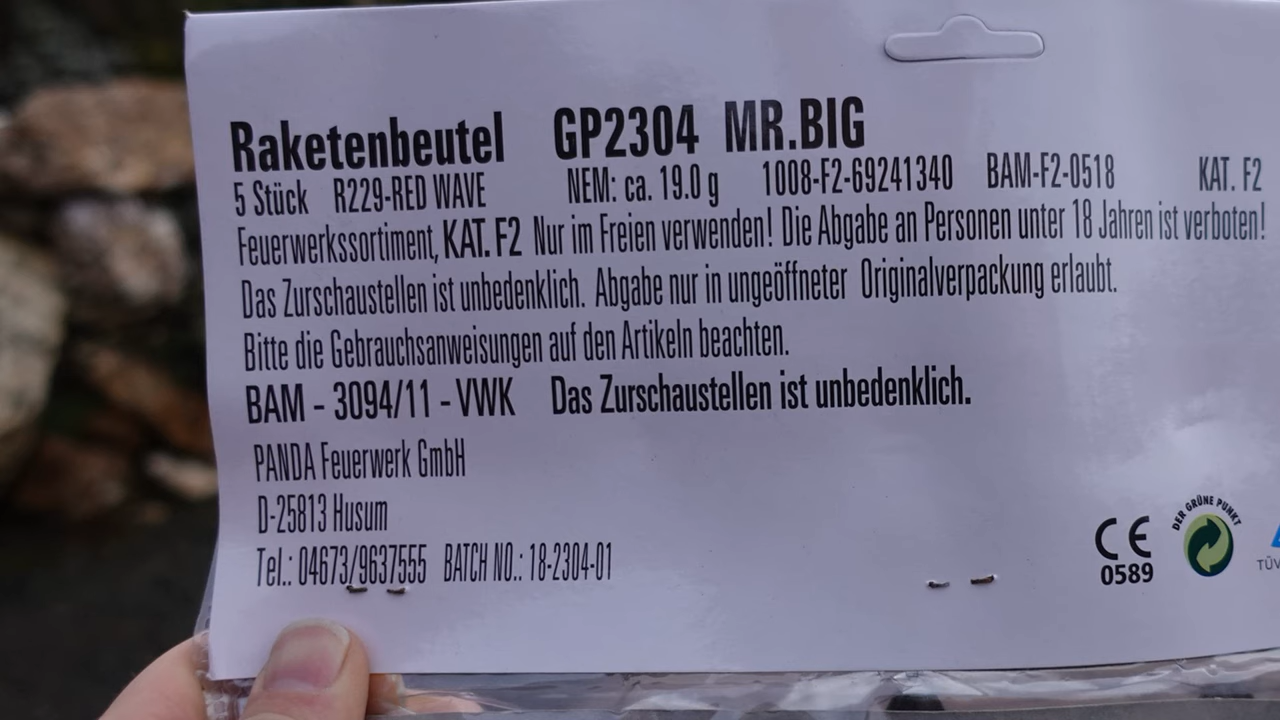 Raketenbeutel GP2304 MR.BIG
5 Stück R229-RED WAVE NEM: ca. 19.0 g 1008-F2-69241340 BAM-F2-0518 KAT. F2
Feuerwerkssortiment, KAT. F2 Nur im Freien verwenden! Die Abgabe an Personen unter 18 Jahren ist verboten!
Das Zurschaustellen ist unbedenklich. Abgabe nur in ungeöffneter Originalverpackung erlaubt.
Bitte die Gebrauchsanweisungen auf den Artikeln beachten.
BAM - 3094/11 - VWK Das Zurschaustellen ist unbedenklich.
PANDA Feuerwerk GmbH
D-25813 Husum
Tel.: 04673/9637555 BATCH NO.: 18-2304-01
CE
0589
DER GRÜNE PUNKT
TÜV